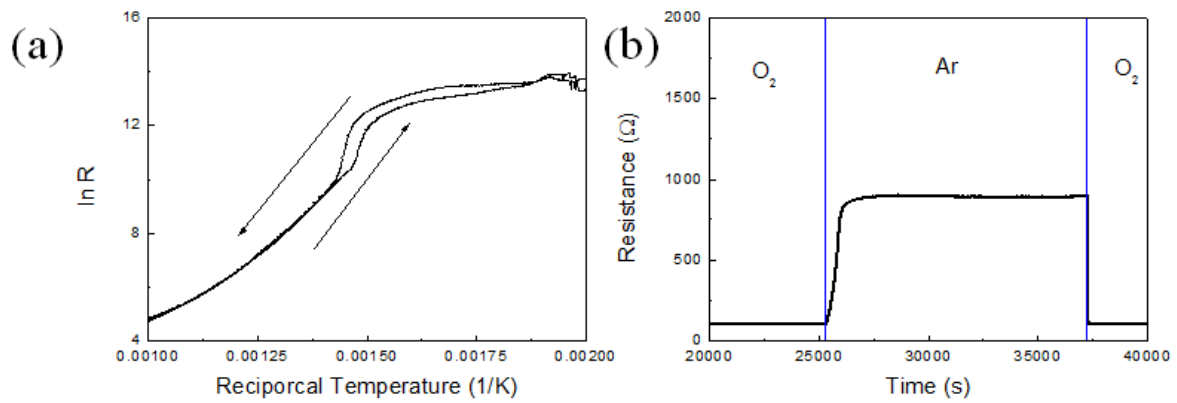 (a)
16
12
8
4
ln R
0.00100 0.00125 0.00150 0.00175 0.00200
Reciporcal Temperature (1/K)
(b)
2000
1500
1000
500
0
Resistance (Ω)
O₂ Ar O₂
20000 25000 30000 35000 40000
Time (s)